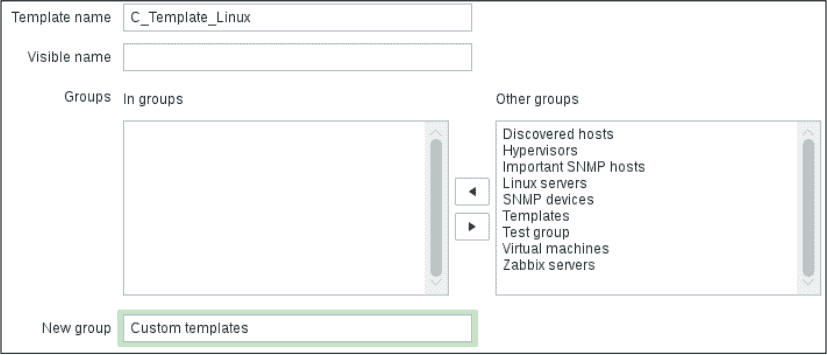 Template name C_Template_Linux
Visible name
Groups In groups Other groups
Discovered hosts
Hypervisors
Important SNMP hosts
Linux servers
SNMP devices
Templates
Test group
Virtual machines
Zabbix servers
New group Custom templates